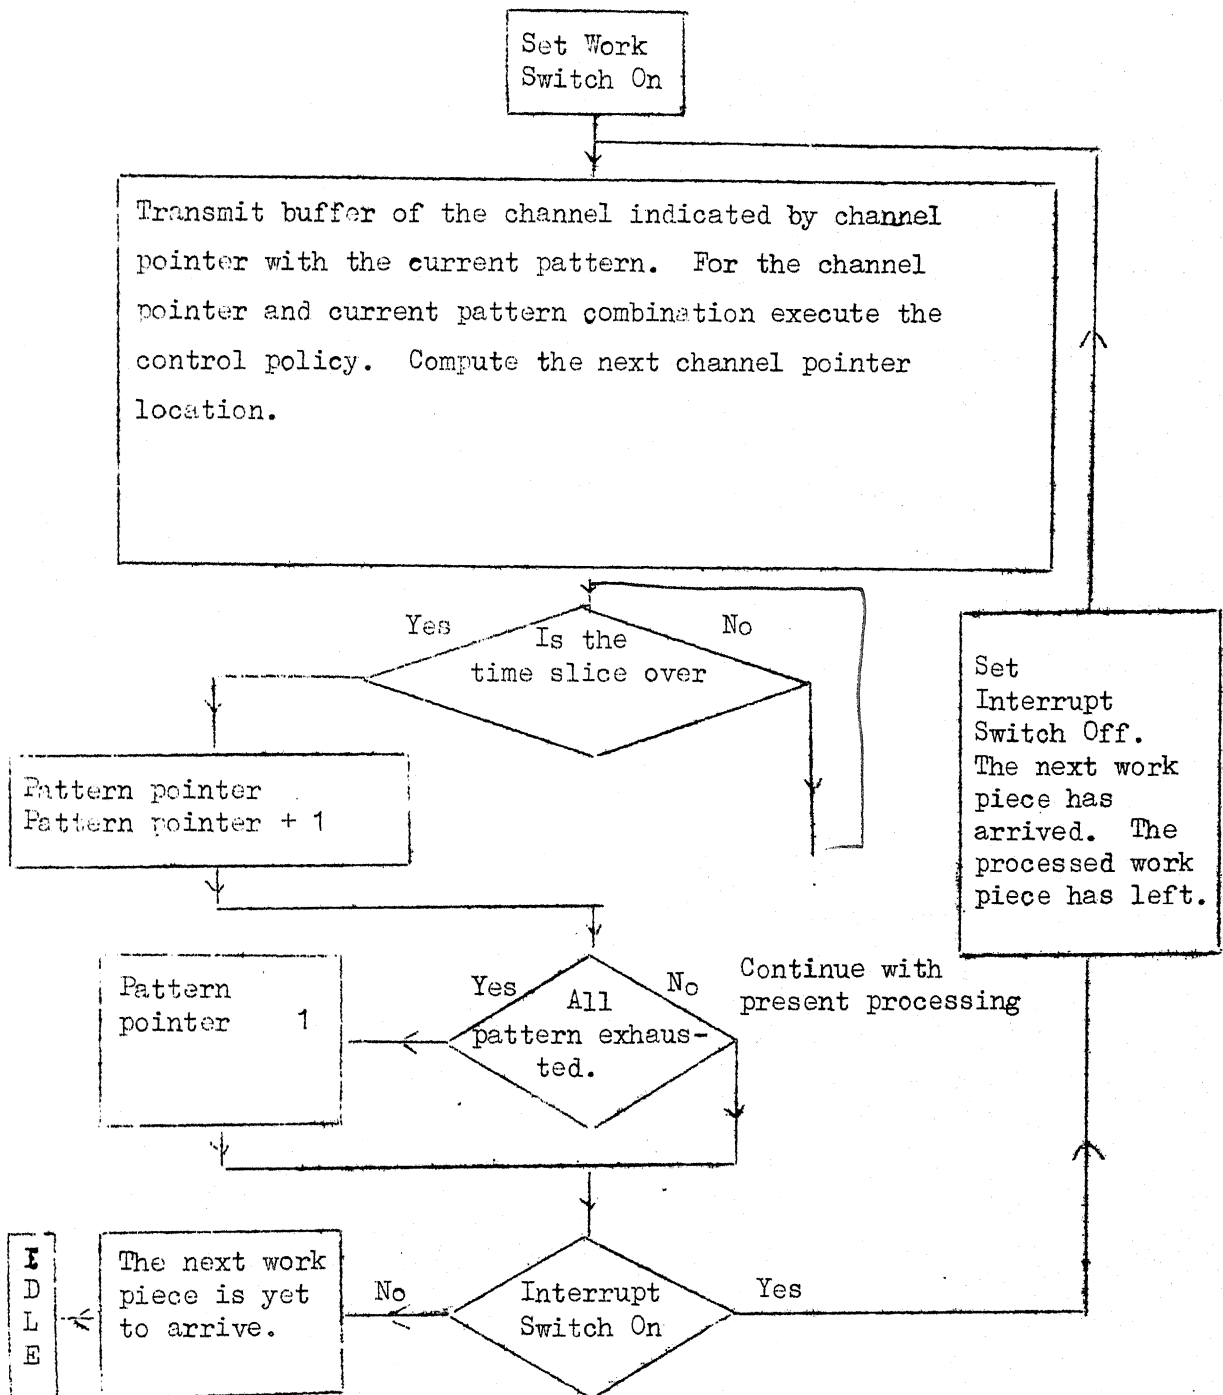 Set Work
Switch On
Transmit buffer of the channel indicated by channel
pointer with the current pattern. For the channel
pointer and current pattern combination execute the
control policy. Compute the next channel pointer
location.
Yes
Is the
time slice over
No
Pattern pointer
Pattern pointer + 1
Set
Interrupt
Switch Off.
The next work
piece has
arrived. The
processed work
piece has left.
Yes
All
pattern exhaus-
ted.
No
Continue with
present processing
Pattern
pointer 1
I
D
L
E
The next work
piece is yet
to arrive.
No
Interrupt
Switch On
Yes